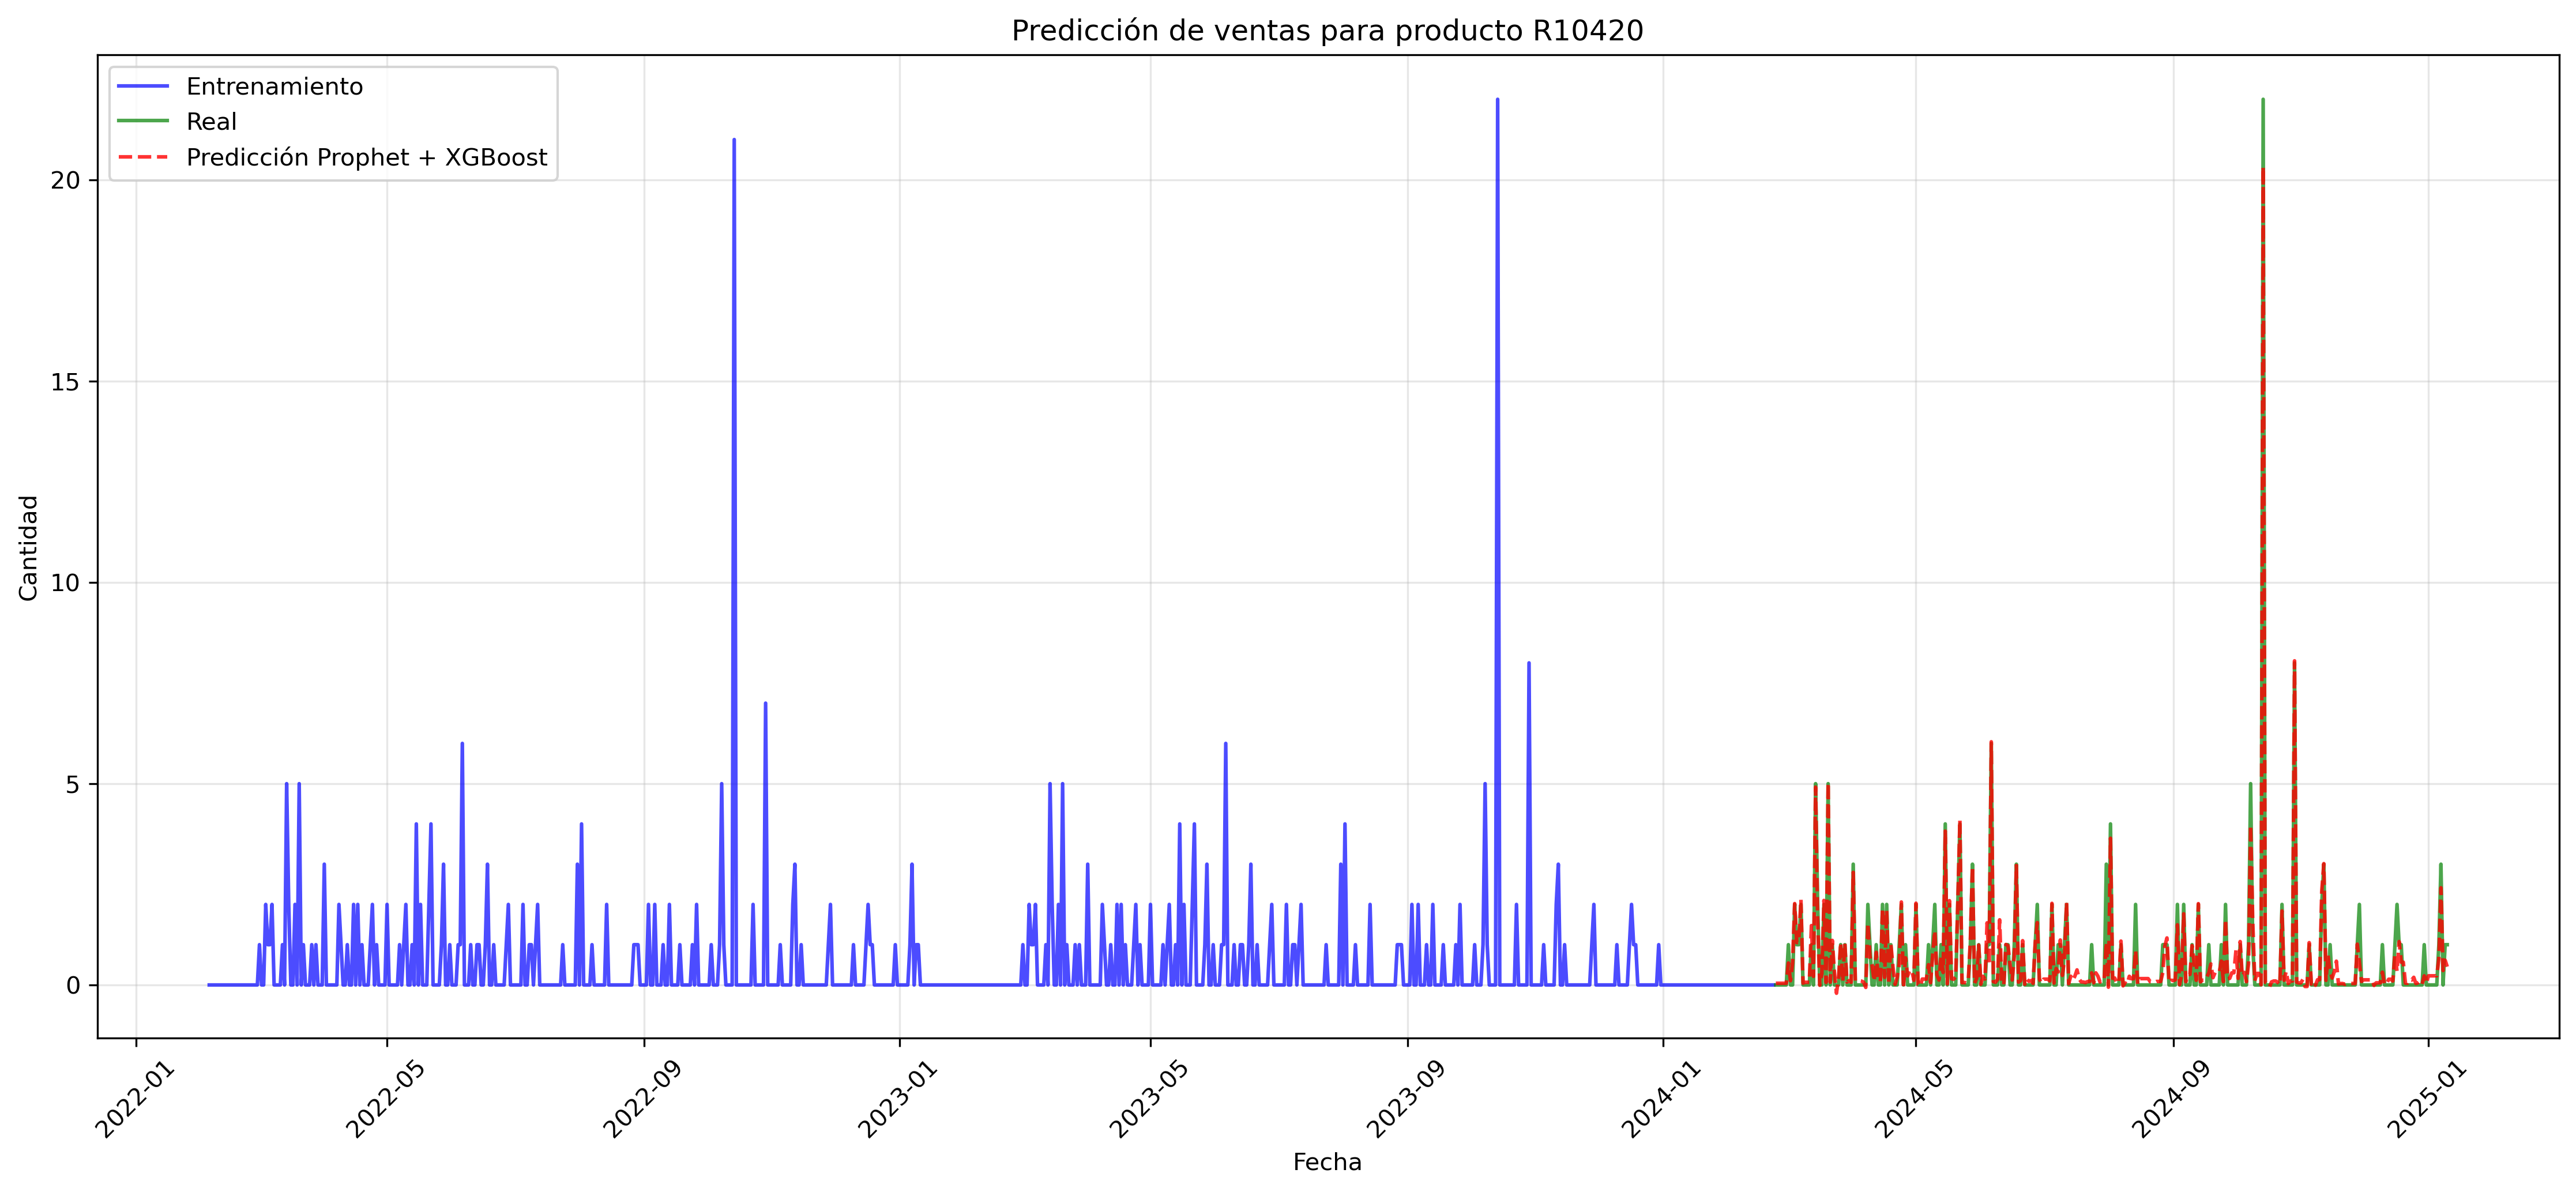 Predicción de ventas para producto R10420
Entrenamiento
Real
Predicción Prophet + XGBoost
Cantidad
20
15
10
5
0
2022-01
2022-05
2022-09
2023-01
2023-05
2023-09
2024-01
2024-05
2024-09
2025-01
Fecha